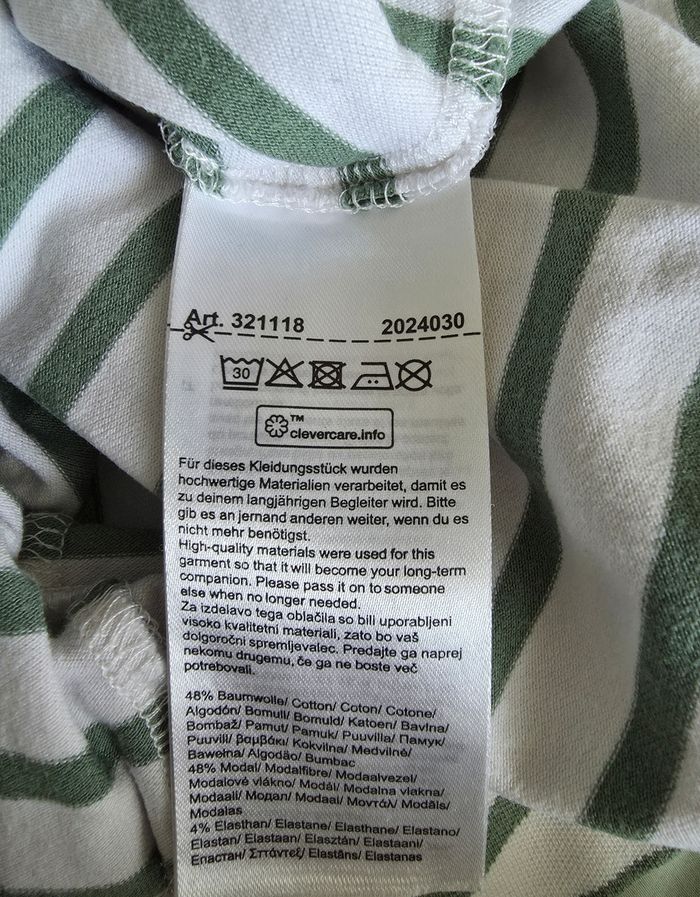 Art. 321118 2024030
30
™
clevercare.info
Für dieses Kleidungsstück wurden
hochwertige Materialien verarbeitet, damit es
zu deinem langjährigen Begleiter wird. Bitte
gib es an jernand anderen weiter, wenn du es
nicht mehr benötigst.
High-quality materials were used for this
garment so that it will become your long-term
companion. Please pass it on to someone
else when no longer needed.
Za izdelavo tega oblačila so bili uporabljeni
visoko kvalitetni materiali, zato bo vaš
dolgoročni spremljevalec. Predajte ga naprej
nekomu drugemu, če ga ne boste več
potrebovali.
48% Baumwolle/ Cotton/ Coton/ Cotone/
Algodón/ Bomull/ Bomuld/ Katoen/ Bavlna/
Bombaž/ Pamut/ Pamuk/ Puuvilla/ Памук/
Puuvill/ βαμβάκι/ Kokvilna/ Medvilnė/
Bawełna/ Algodão/ Bumbac
48% Modal/ Modalfibre/ Modaalvezel/
Modalové vlákno/ Modál/ Modalna vlakna/
Modaali/ Модал/ Modaal/ Μοντάλ/ Modāls/
Modalas
4% Elasthan/ Elastane/ Elasthane/ Elastano/
Elastan/ Elastaan/ Elasztán/ Elastaani/
Еластан/ Σπάντεξ/ Elastāns/ Elastanas